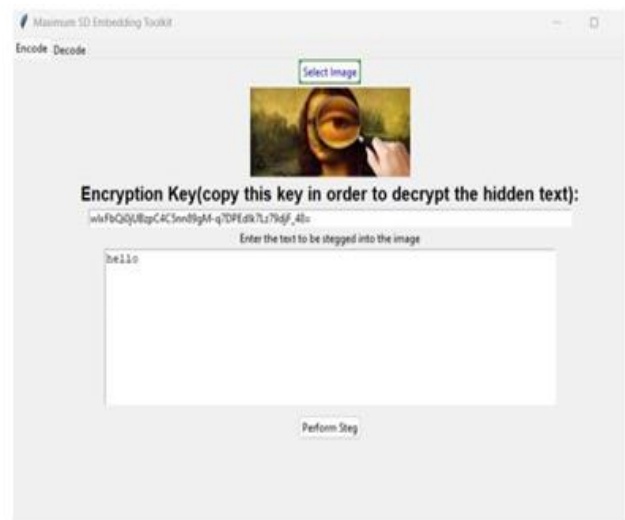 Maximum SD Embedding Toolkit
Encode Decode
Select Image
Encryption Key(copy this key in order to decrypt the hidden text):
Enter the text to be stegged into the image
hello
Perform Steg